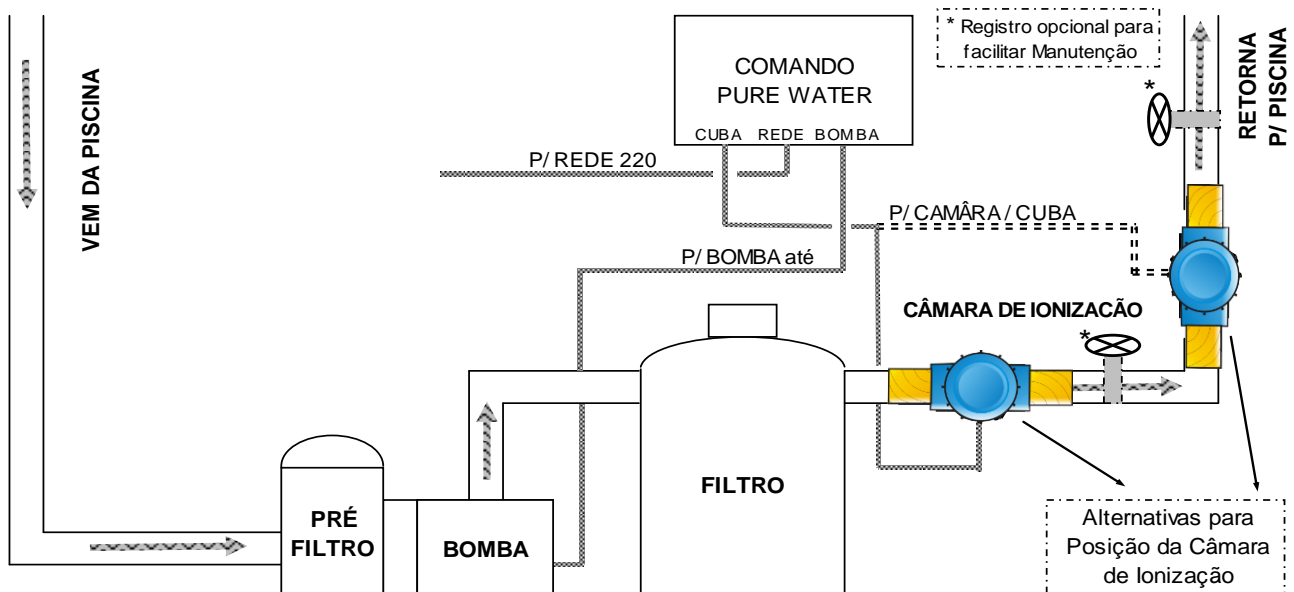 * Registro opcional para
facilitar Manutenção
VEM DA PISCINA
COMANDO
PURE WATER
CUBA REDE BOMBA
P/ REDE 220
*
RETORNA
P/ PISCINA
P/ CAMÂRA / CUBA
P/ BOMBA até
CÂMARA DE IONIZACÃO
*
FILTRO
PRÉ
FILTRO
BOMBA
Alternativas para
Posição da Câmara
de Ionização